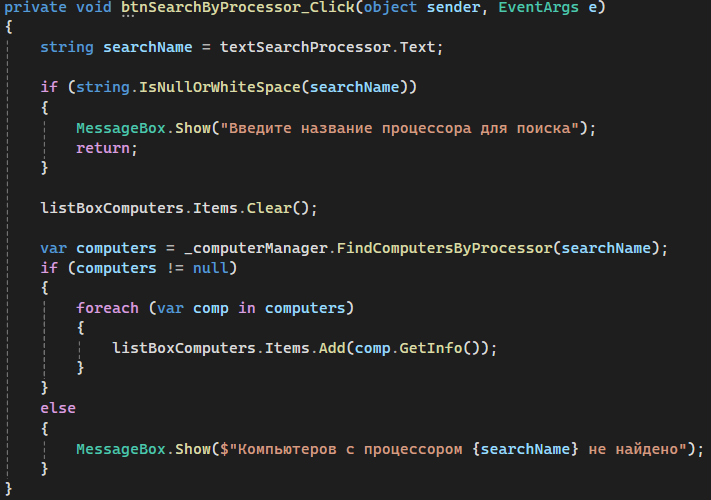 private void btnSearchByProcessor_Click(object sender, EventArgs e)
{
    string searchName = textSearchProcessor.Text;

    if (string.IsNullOrWhiteSpace(searchName))
    {
        MessageBox.Show("Введите название процессора для поиска");
        return;
    }

    listBoxComputers.Items.Clear();

    var computers = _computerManager.FindComputersByProcessor(searchName);
    if (computers != null)
    {
        foreach (var comp in computers)
        {
            listBoxComputers.Items.Add(comp.GetInfo());
        }
    }
    else
    {
        MessageBox.Show($"Компьютеров с процессором {searchName} не найдено");
    }
}